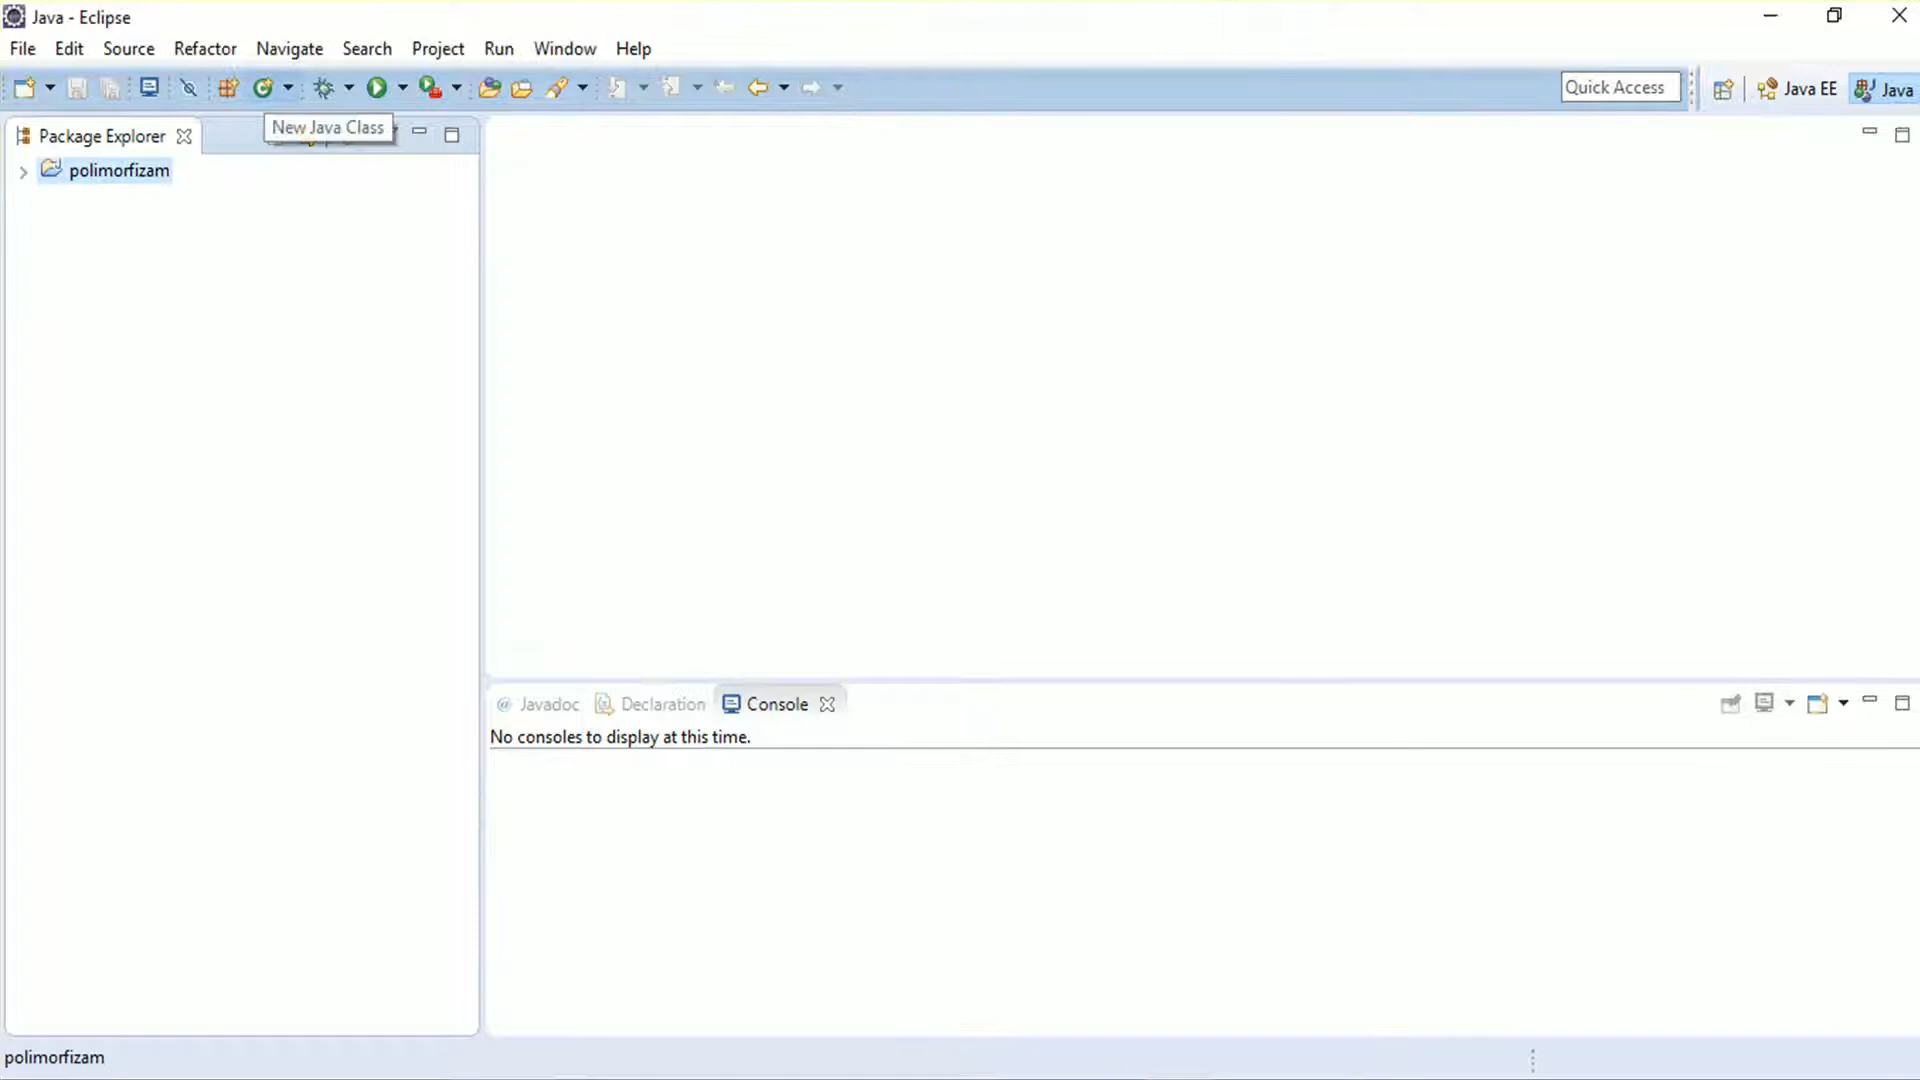 Java - Eclipse
File Edit Source Refactor Navigate Search Project Run Window Help
Quick Access Java EE Java
Package Explorer
New Java Class
polimorfizam
Javadoc Declaration Console
No consoles to display at this time.
polimorfizam